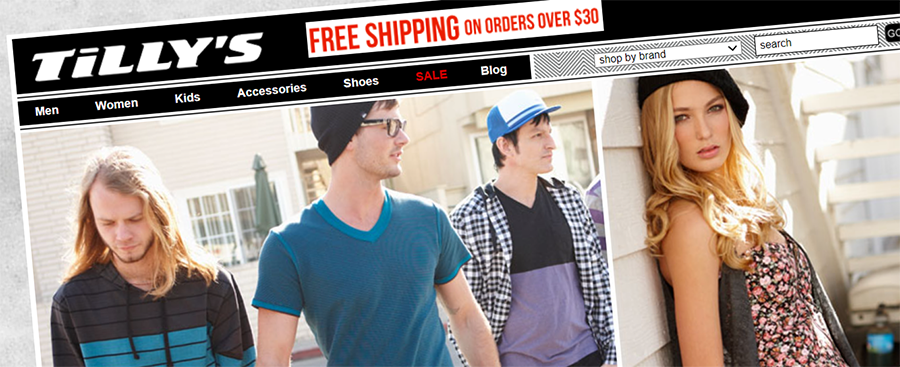 TiLLY'S
FREE SHIPPING ON ORDERS OVER $30
Men Women Kids Accessories Shoes SALE Blog
shop by brand
search
GO